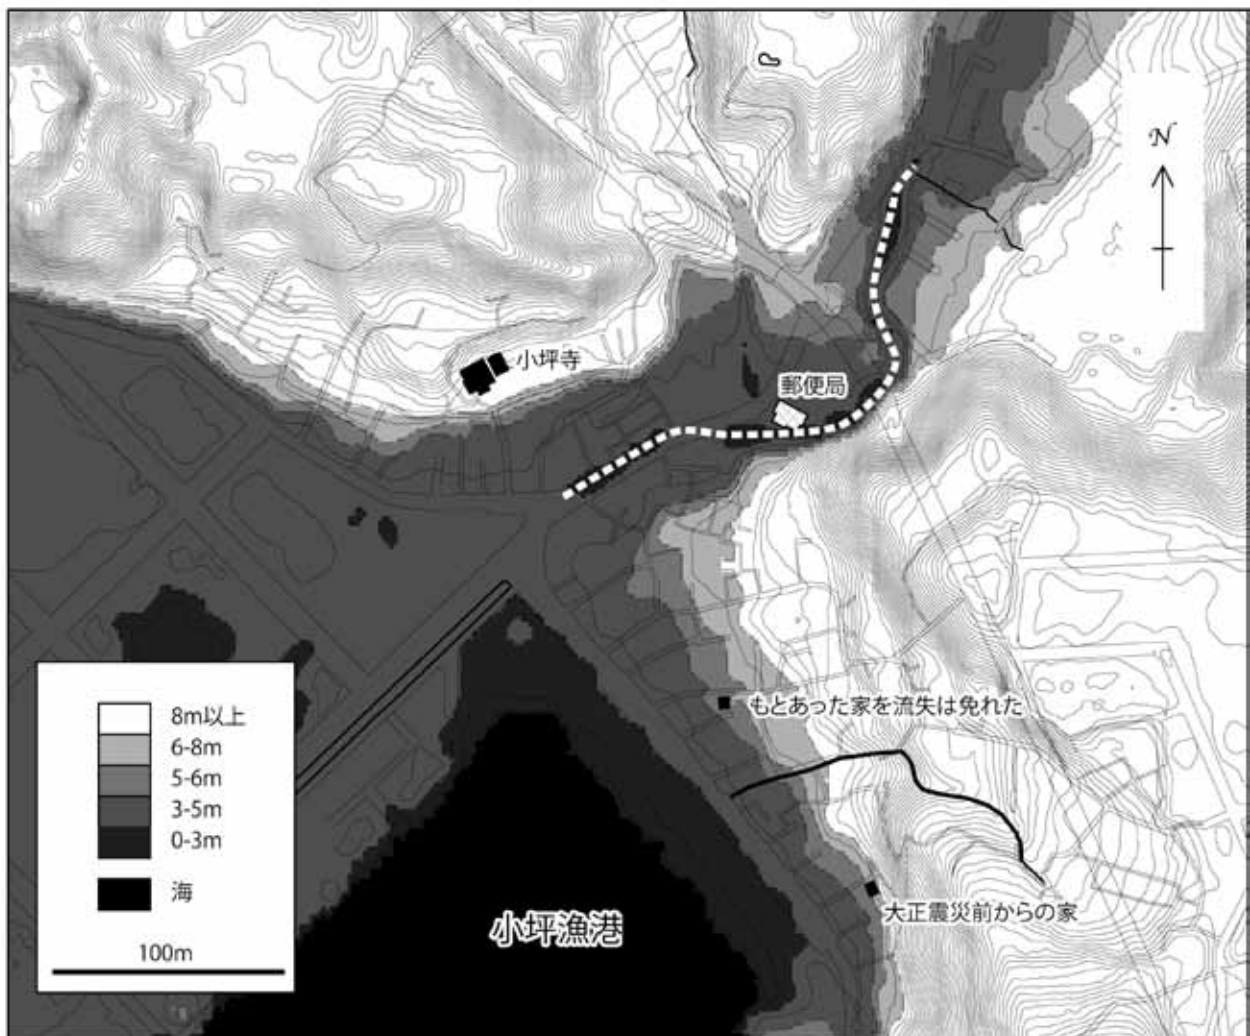 N
小坪寺
郵便局
もとあった家を流失は免れた
大正震災前からの家
小坪漁港
8m以上
6-8m
5-6m
3-5m
0-3m
海
100m